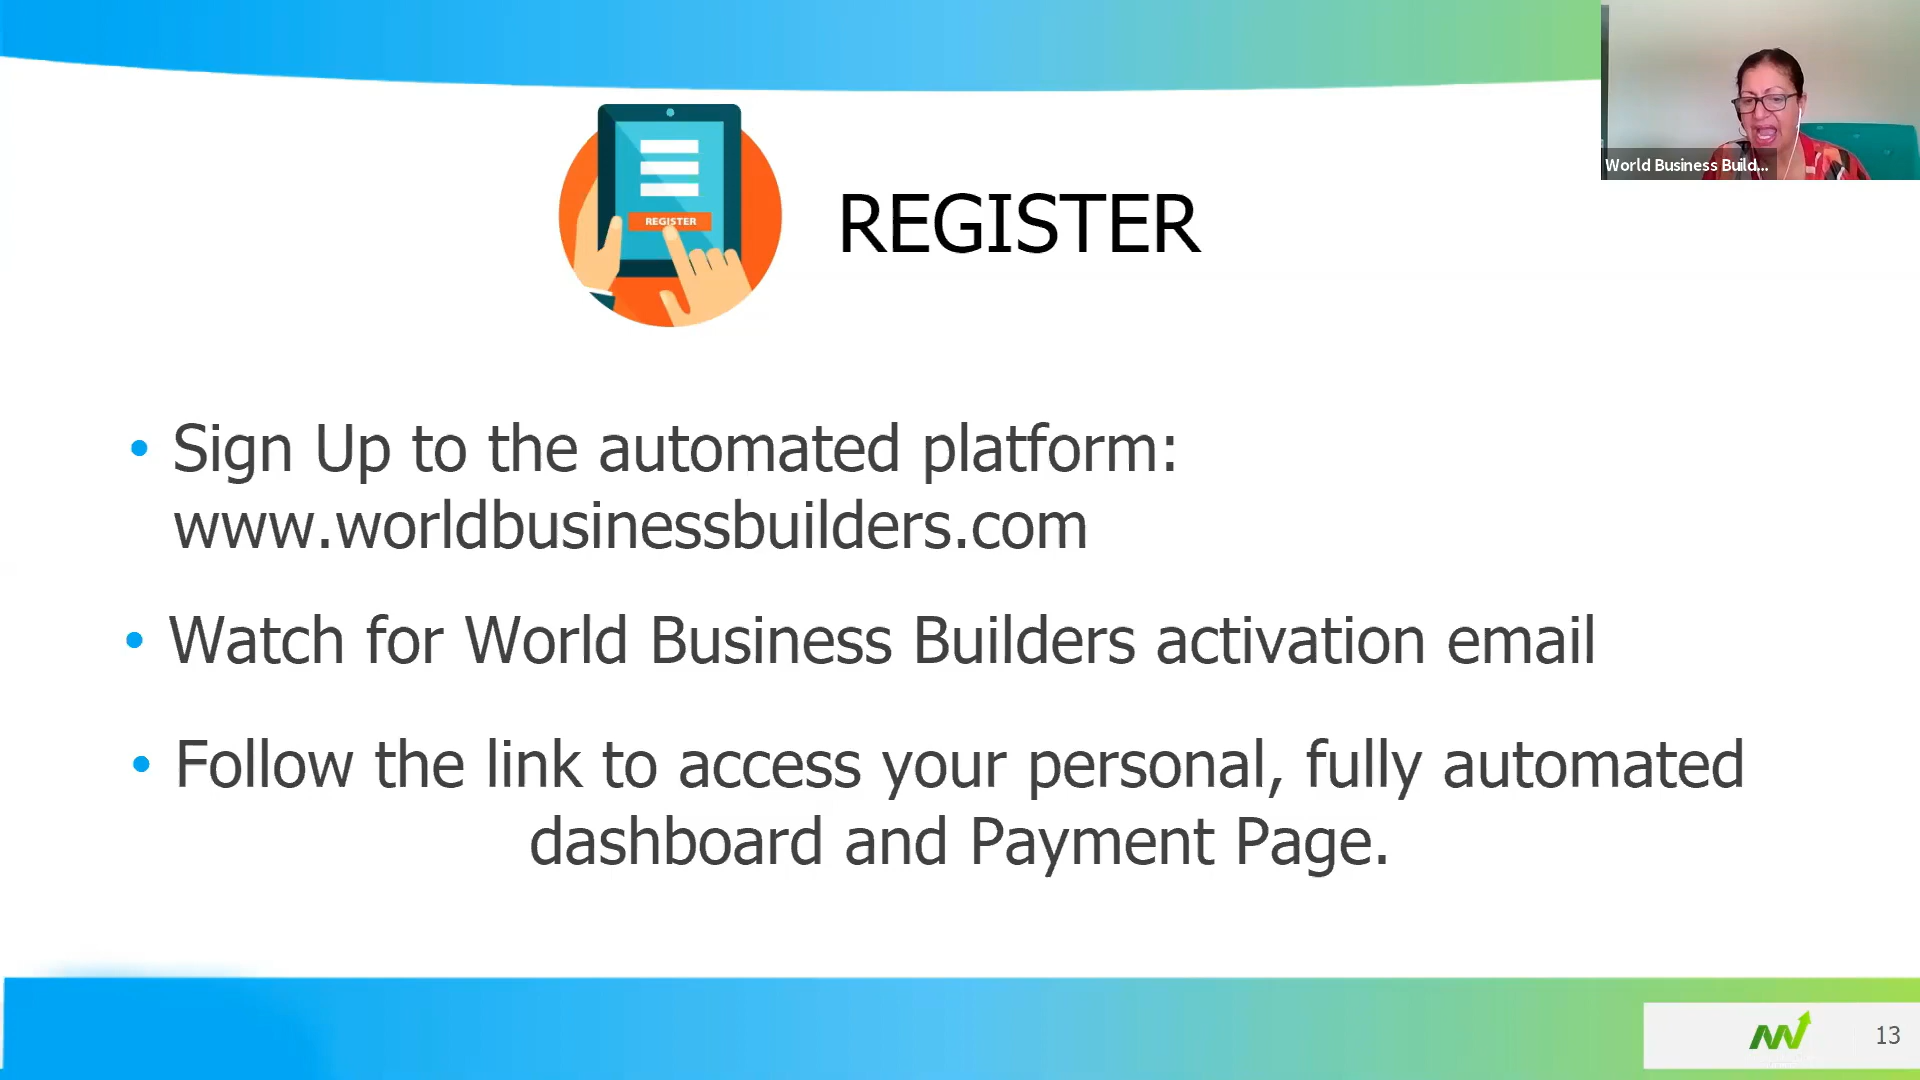 World Business Build...
REGISTER
REGISTER
• Sign Up to the automated platform:
www.worldbusinessbuilders.com
• Watch for World Business Builders activation email
• Follow the link to access your personal, fully automated
dashboard and Payment Page.
13